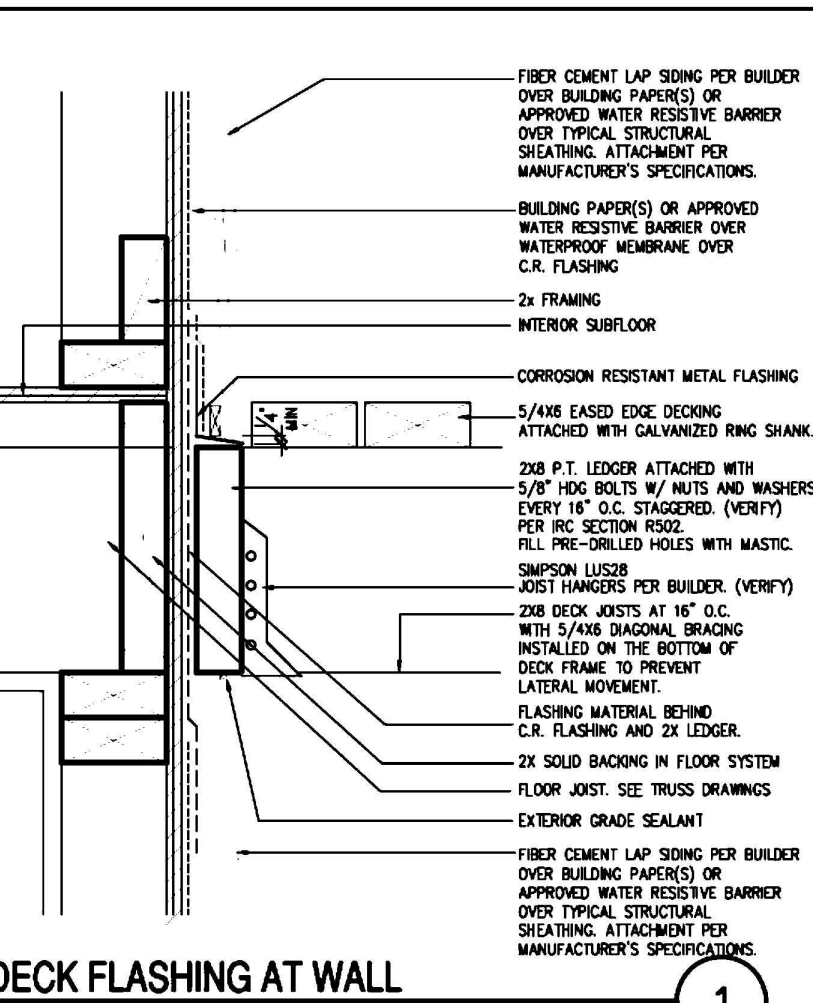 FIBER CEMENT LAP SIDING PER BUILDER
OVER BUILDING PAPER(S) OR
APPROVED WATER RESISTIVE BARRIER
OVER TYPICAL STRUCTURAL
SHEATHING. ATTACHMENT PER
MANUFACTURER'S SPECIFICATIONS.
BUILDING PAPER(S) OR APPROVED
WATER RESISTIVE BARRIER OVER
WATERPROOF MEMBRANE OVER
C.R. FLASHING
2x FRAMING
INTERIOR SUBFLOOR
CORROSION RESISTANT METAL FLASHING
1/4"
MIN
5/4X6 EASED EDGE DECKING
ATTACHED WITH GALVANIZED RING SHANK.
2X8 P.T. LEDGER ATTACHED WITH
5/8" HDG BOLTS W/ NUTS AND WASHERS
EVERY 16" O.C. STAGGERED. (VERIFY)
PER IRC SECTION R502.
FILL PRE-DRILLED HOLES WITH MASTIC.
SIMPSON LUS28
JOIST HANGERS PER BUILDER. (VERIFY)
2X8 DECK JOISTS AT 16" O.C.
WITH 5/4X6 DIAGONAL BRACING
INSTALLED ON THE BOTTOM OF
DECK FRAME TO PREVENT
LATERAL MOVEMENT.
FLASHING MATERIAL BEHIND
C.R. FLASHING AND 2X LEDGER.
2X SOLID BACKING IN FLOOR SYSTEM
FLOOR JOIST. SEE TRUSS DRAWINGS
EXTERIOR GRADE SEALANT
FIBER CEMENT LAP SIDING PER BUILDER
OVER BUILDING PAPER(S) OR
APPROVED WATER RESISTIVE BARRIER
OVER TYPICAL STRUCTURAL
SHEATHING. ATTACHMENT PER
MANUFACTURER'S SPECIFICATIONS.
DECK FLASHING AT WALL
1